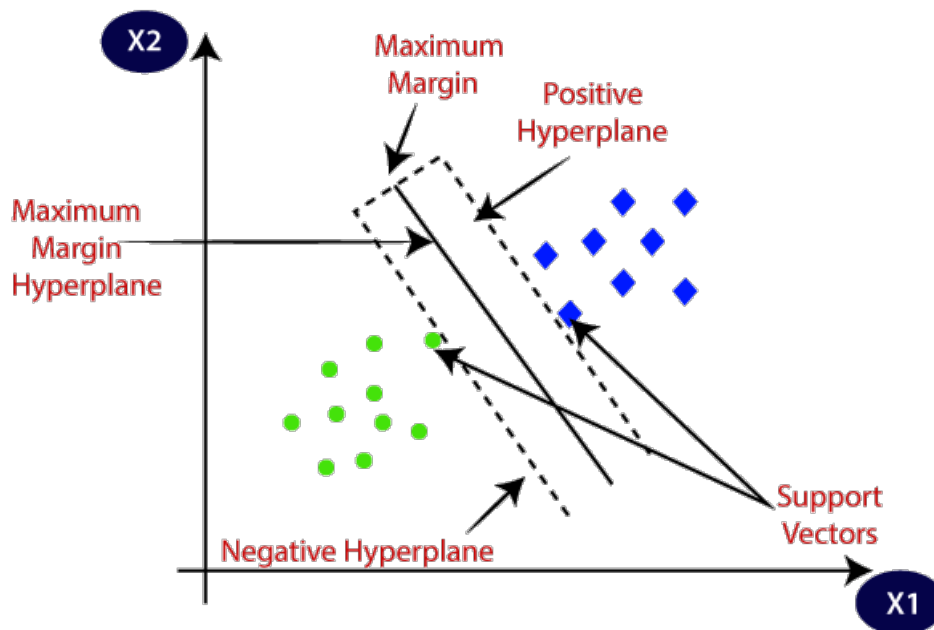 X2
Maximum
Margin
Positive
Hyperplane
Maximum
Margin
Hyperplane
Support
Vectors
Negative Hyperplane
X1